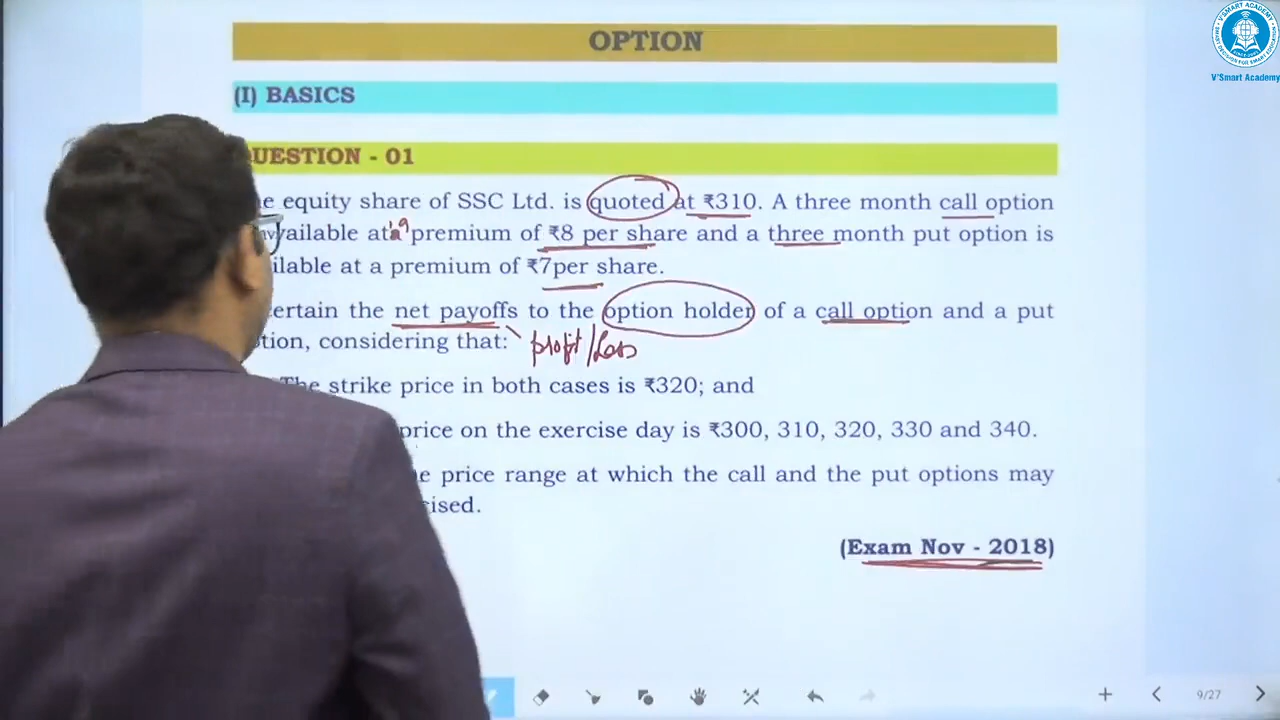 V'SMART ACADEMY
V'Smart Academy
OPTION
(I) BASICS
UESTION - 01
e equity share of SSC Ltd. is quoted at ₹310. A three month call option
vailable at a premium of ₹8 per share and a three month put option is
ilable at a premium of ₹7per share.
ertain the net payoffs to the option holder of a call option and a put
tion, considering that: profit/Loss
The strike price in both cases is ₹320; and
price on the exercise day is ₹300, 310, 320, 330 and 340.
e price range at which the call and the put options may
cised.
(Exam Nov - 2018)
9/27